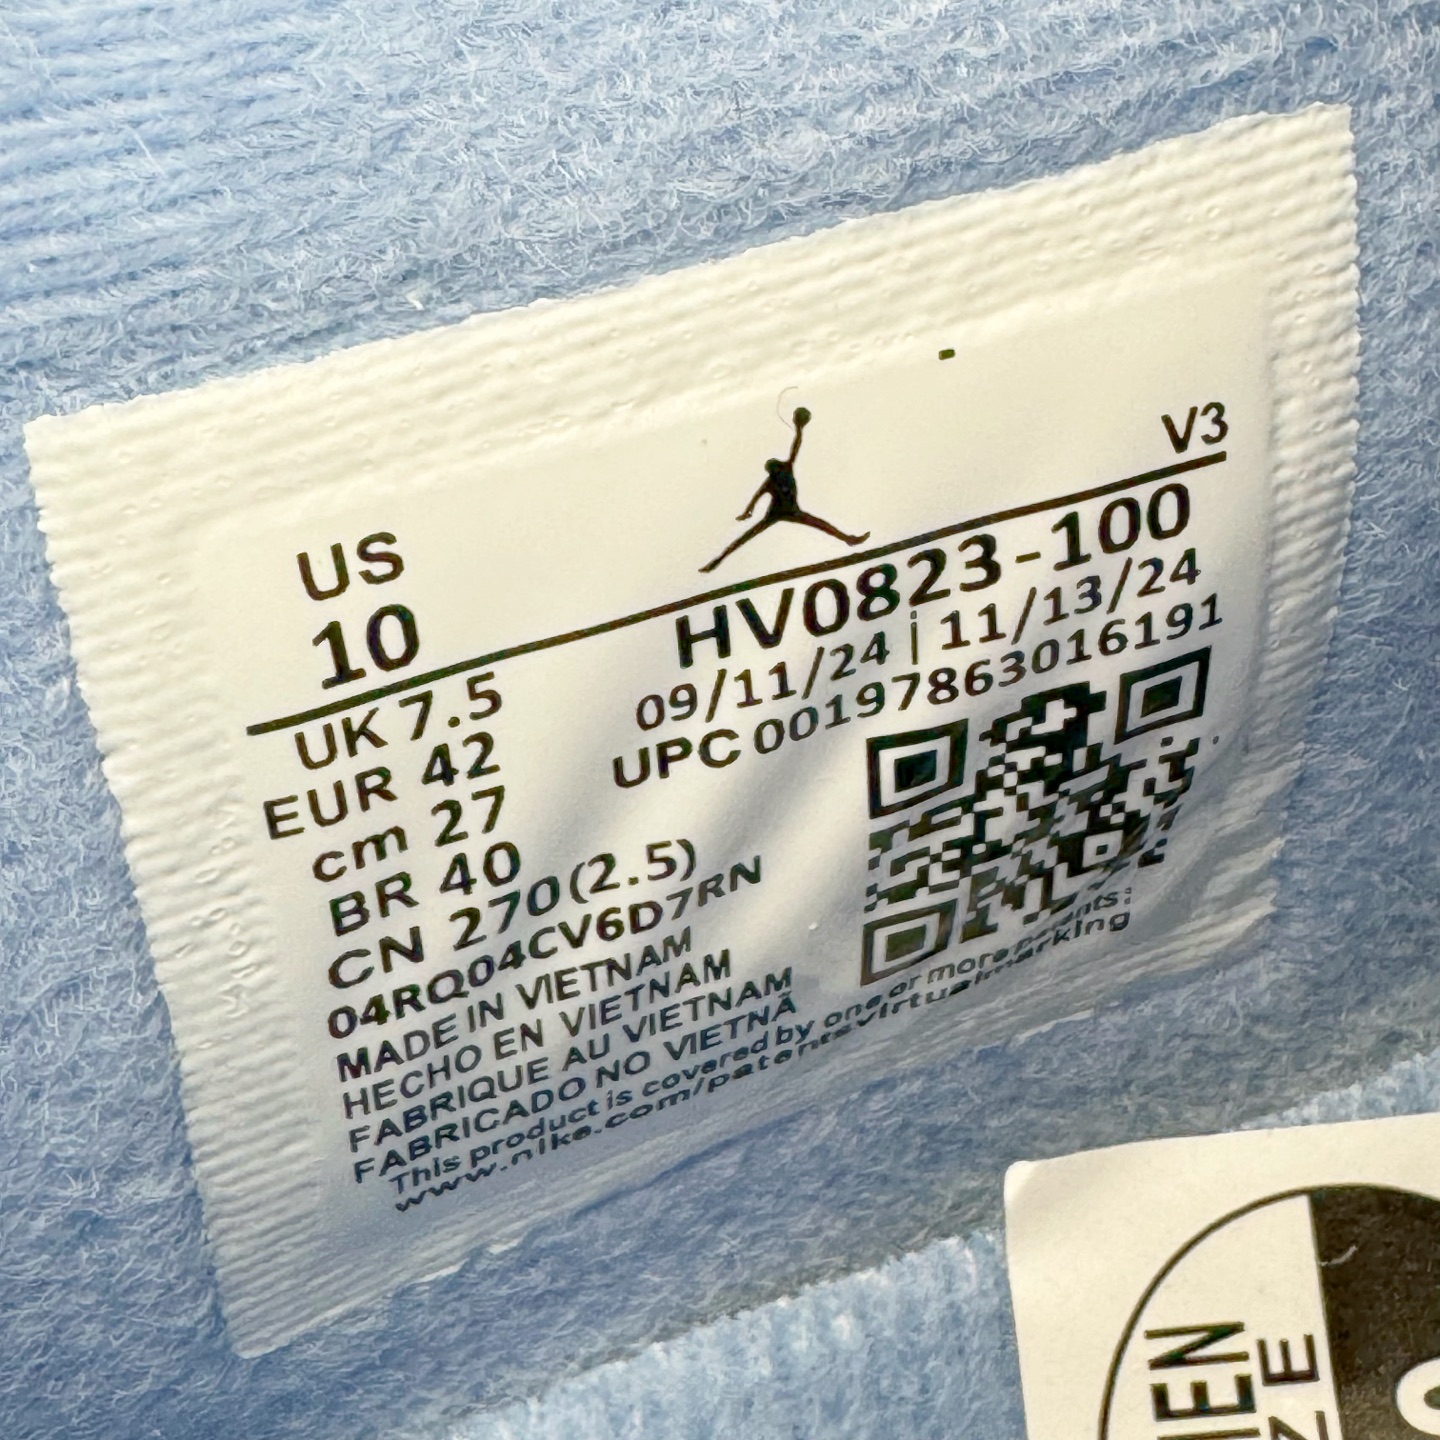 V3
US
10
HV0823-100
09/11/24 | 11/13/24
UPC 00197863016191
UK 7.5
EUR 42
cm 27
BR 40
CN 270(2.5)
04RQ04CV6D7RN
MADE IN VIETNAM
HECHO EN VIETNAM
FABRIQUE AU VIETNAM
FABRICADO NO VIETNÃ
This product is covered by one or more patents:
www.nike.com/patentsvirtualmarking